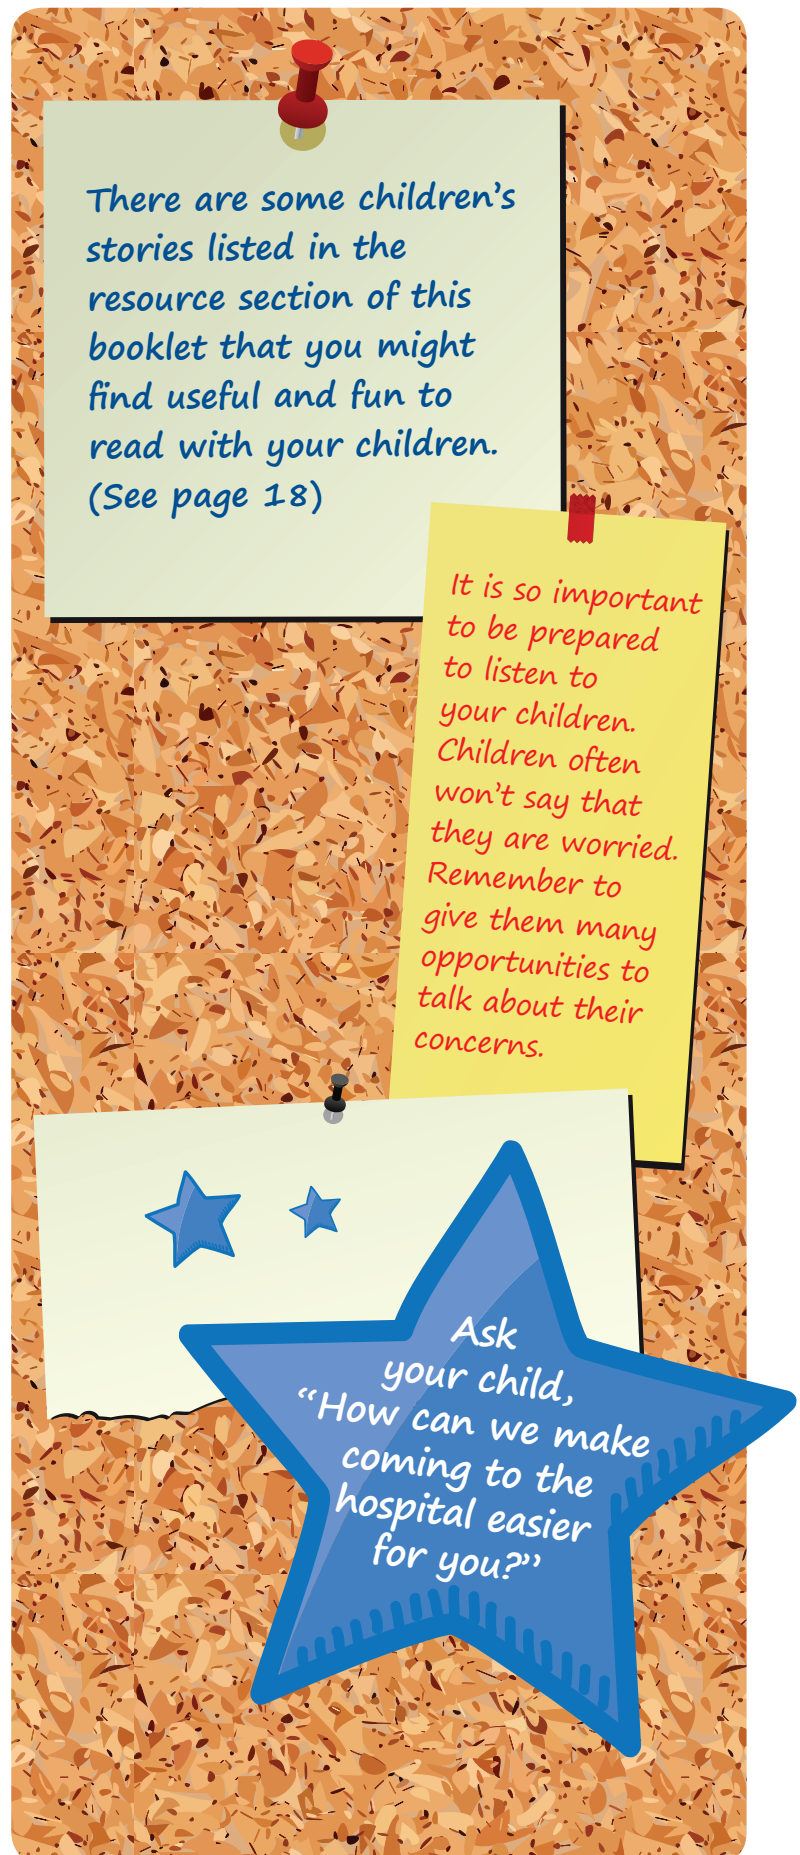 There are some children’s
stories listed in the
resource section of this
booklet that you might
find useful and fun to
read with your children.
(See page 18)
It is so important
to be prepared
to listen to
your children.
Children often
won’t say that
they are worried.
Remember to
give them many
opportunities to
talk about their
concerns.
Ask
your child,
“How can we make
coming to the
hospital easier
for you?”